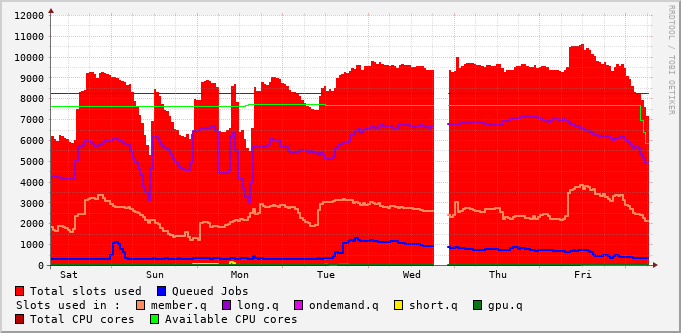 12000
11000
10000
9000
8000
7000
6000
5000
4000
3000
2000
1000
0
Sat Sun Mon Tue Wed Thu Fri
RRDTOOL / TOBI OETIKER
Total slots used Queued Jobs
Slots used in : member.q long.q ondemand.q short.q gpu.q
Total CPU cores Available CPU cores